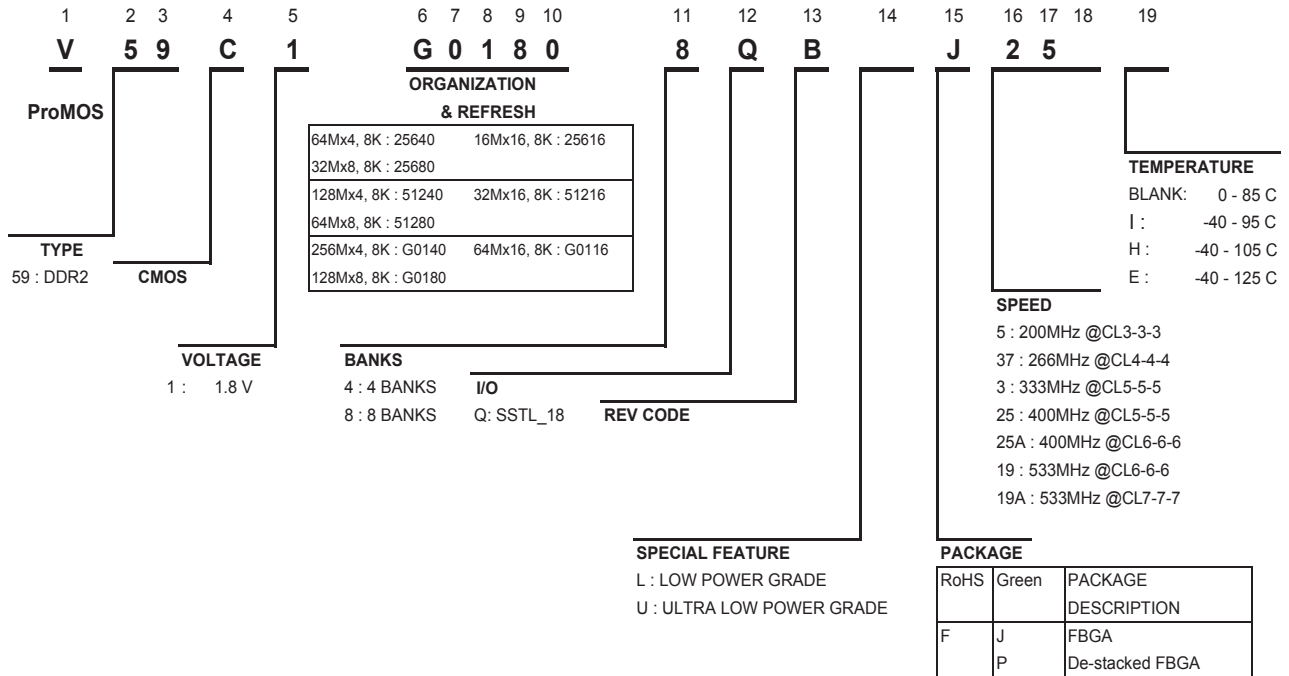 1 2 3 4 5 6 7 8 9 10 11 12 13 14 15 16 17 18 19
V 5 9 C 1 G 0 1 8 0 8 Q B J 2 5
ProMOS
ORGANIZATION
& REFRESH
64Mx4, 8K : 25640 16Mx16, 8K : 25616
32Mx8, 8K : 25680
128Mx4, 8K : 51240 32Mx16, 8K : 51216
64Mx8, 8K : 51280
256Mx4, 8K : G0140 64Mx16, 8K : G0116
128Mx8, 8K : G0180
TEMPERATURE
BLANK: 0 - 85 C
I : -40 - 95 C
H : -40 - 105 C
E : -40 - 125 C
TYPE
59 : DDR2
CMOS
SPEED
5 : 200MHz @CL3-3-3
37 : 266MHz @CL4-4-4
3 : 333MHz @CL5-5-5
25 : 400MHz @CL5-5-5
25A : 400MHz @CL6-6-6
19 : 533MHz @CL6-6-6
19A : 533MHz @CL7-7-7
VOLTAGE
1 : 1.8 V
BANKS
4 : 4 BANKS
8 : 8 BANKS
I/O
Q: SSTL_18
REV CODE
SPECIAL FEATURE
L : LOW POWER GRADE
U : ULTRA LOW POWER GRADE
PACKAGE
RoHS Green PACKAGE
DESCRIPTION
F J FBGA
P De-stacked FBGA